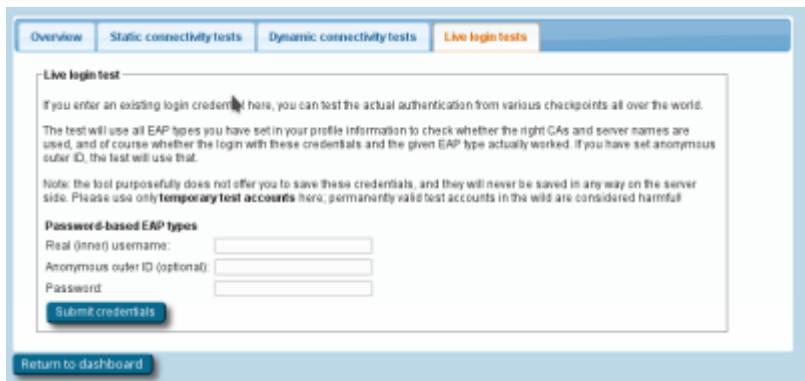 Overview Static connectivity tests Dynamic connectivity tests Live login tests
Live login test
If you enter an existing login credential here, you can test the actual authentication from various checkpoints all over the world.
The test will use all EAP types you have set in your profile information to check whether the right CAs and server names are
used, and of course whether the login with these credentials and the given EAP type actually worked. If you have set anonymous
outer ID, the test will use that.
Note: the tool purposefully does not offer you to save these credentials, and they will never be saved in any way on the server
side. Please use only temporary test accounts here; permanently valid test accounts in the wild are considered harmful!
Password-based EAP types
Real (inner) username:
Anonymous outer ID (optional):
Password:
Submit credentials
Return to dashboard